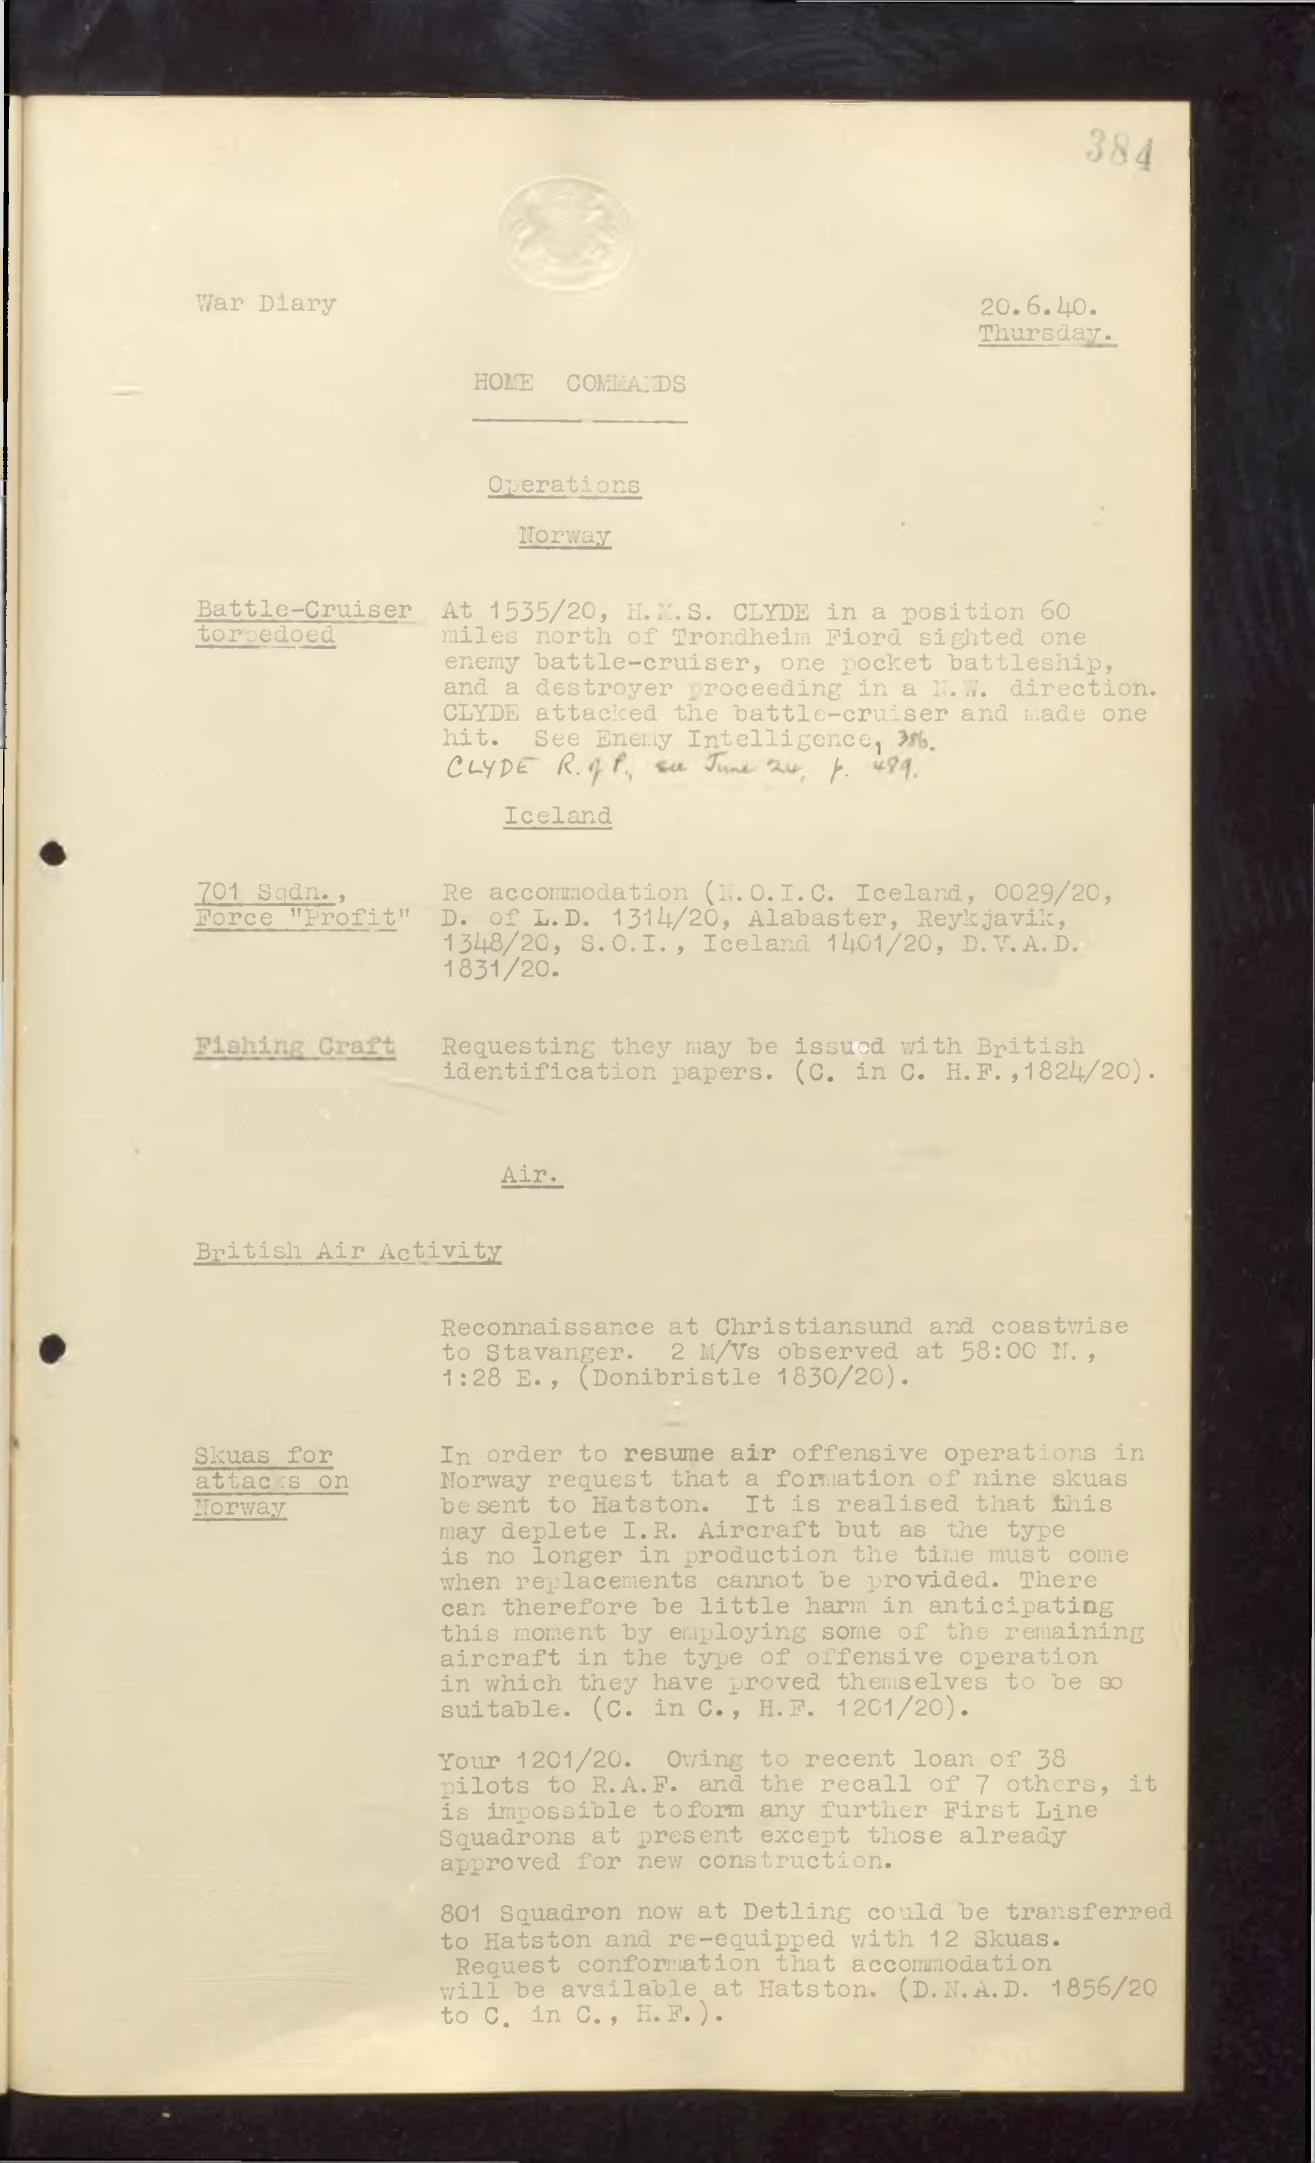 384
War Diary
20.6.40.
Thursday.
HOME COMMANDS
Operations
Norway
Battle-Cruiser
torpedoed
At 1535/20, H.M.S. CLYDE in a position 60
miles north of Trondheim Fiord sighted one
enemy battle-cruiser, one pocket battleship,
and a destroyer proceeding in a N.W. direction.
CLYDE attacked the battle-cruiser and made one
hit. See Enemy Intelligence, 386.
CLYDE R. of P., see June 24, p. 489.
Iceland
701 Sqdn.,
Force "Profit"
Re accommodation (N.O.I.C. Iceland, 0029/20,
D. of L.D. 1314/20, Alabaster, Reykjavik,
1348/20, S.O.I., Iceland 1401/20, D.V.A.D.
1831/20.
Fishing Craft
Requesting they may be issued with British
identification papers. (C. in C. H.F.,1824/20).
Air.
British Air Activity
Reconnaissance at Christiansund and coastwise
to Stavanger. 2 M/Vs observed at 58:00 N.,
1:28 E., (Donibristle 1830/20).
Skuas for
attacks on
Norway
In order to resume air offensive operations in
Norway request that a formation of nine skuas
be sent to Hatston. It is realised that this
may deplete I.R. Aircraft but as the type
is no longer in production the time must come
when replacements cannot be provided. There
can therefore be little harm in anticipating
this moment by employing some of the remaining
aircraft in the type of offensive operation
in which they have proved themselves to be so
suitable. (C. in C., H.F. 1201/20).
Your 1201/20. Owing to recent loan of 38
pilots to R.A.F. and the recall of 7 others, it
is impossible to form any further First Line
Squadrons at present except those already
approved for new construction.
801 Squadron now at Detling could be transferred
to Hatston and re-equipped with 12 Skuas.
Request conformation that accommodation
will be available at Hatston. (D.N.A.D. 1856/20
to C. in C., H.F.).